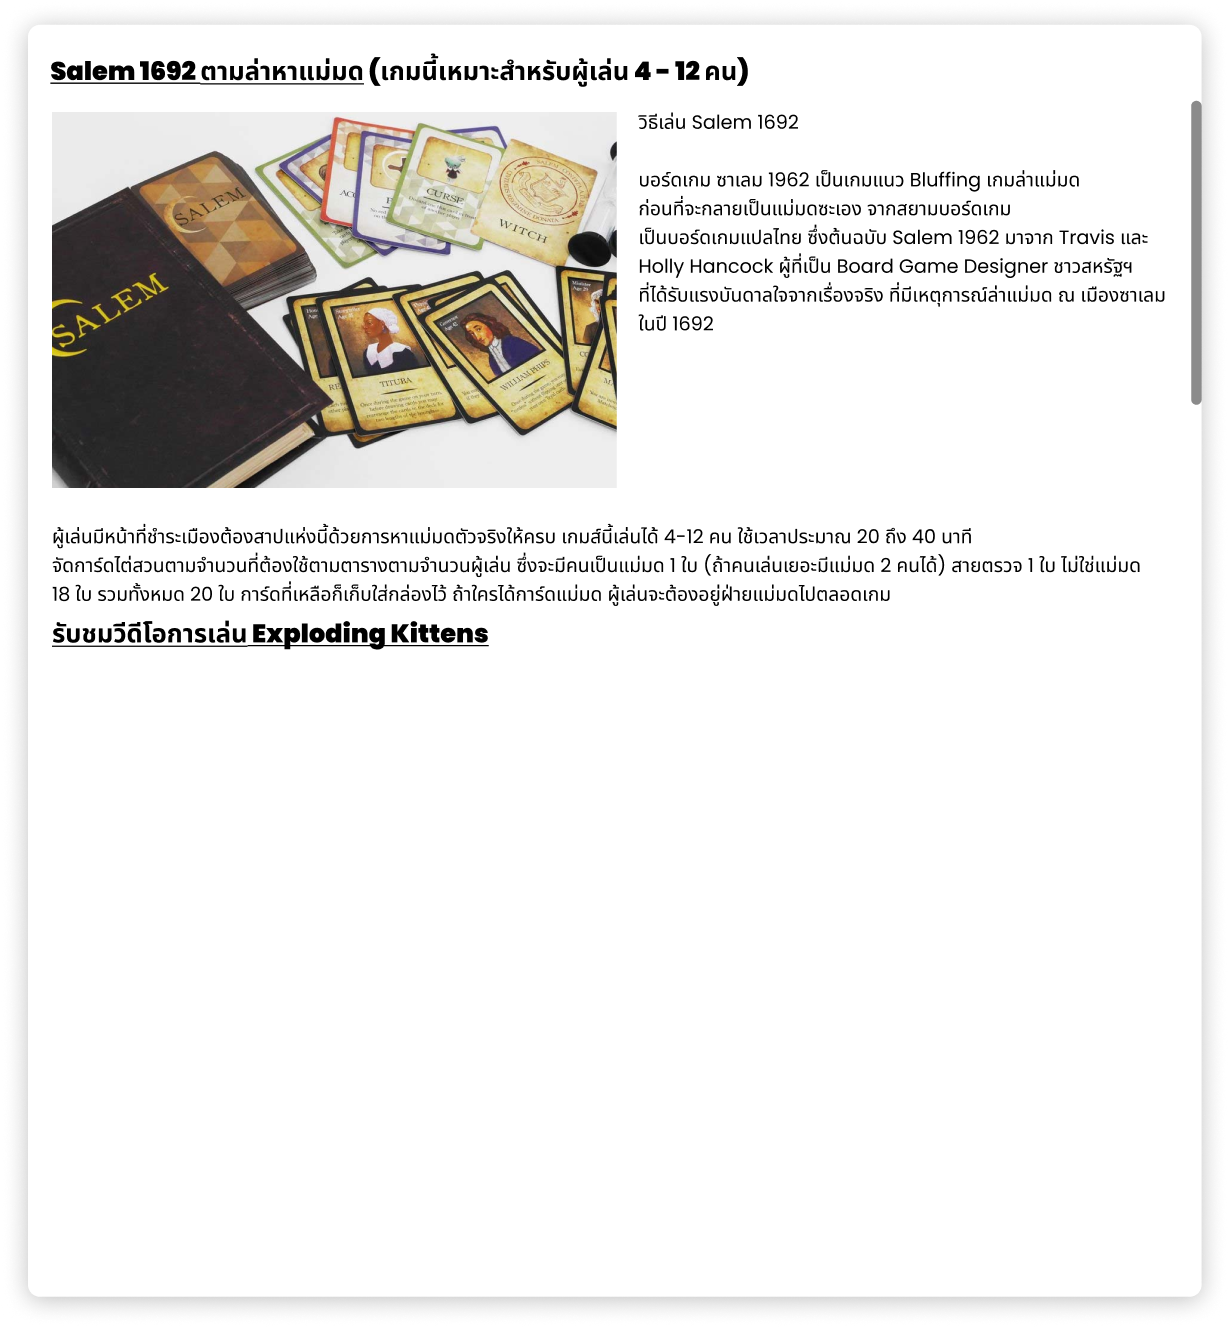 Salem 1692 ตามล่าหาแม่มด (เกมนี้เหมาะสำหรับผู้เล่น 4 - 12 คน)
SALEM
SALEM
CURSE
WITCH
TITUBA
WILLIAM PHIPS
วิธีเล่น Salem 1692
บอร์ดเกม ซาเลม 1962 เป็นเกมแนว Bluffing เกมล่าแม่มด
ก่อนที่จะกลายเป็นแม่มดซะเอง จากสยามบอร์ดเกม
เป็นบอร์ดเกมแปลไทย ซึ่งต้นฉบับ Salem 1962 มาจาก Travis และ
Holly Hancock ผู้ที่เป็น Board Game Designer ชาวสหรัฐฯ
ที่ได้รับแรงบันดาลใจจากเรื่องจริง ที่มีเหตุการณ์ล่าแม่มด ณ เมืองซาเลม
ในปี 1692
ผู้เล่นมีหน้าที่ชำระเมืองต้องสาปแห่งนี้ด้วยการหาแม่มดตัวจริงให้ครบ เกมส์นี้เล่นได้ 4-12 คน ใช้เวลาประมาณ 20 ถึง 40 นาที
จัดการ์ดไต่สวนตามจำนวนที่ต้องใช้ตามตารางตามจำนวนผู้เล่น ซึ่งจะมีคนเป็นแม่มด 1 ใบ (ถ้าคนเล่นเยอะมีแม่มด 2 คนได้) สายตรวจ 1 ใบ ไม่ใช่แม่มด
18 ใบ รวมทั้งหมด 20 ใบ การ์ดที่เหลือก็เก็บใส่กล่องไว้ ถ้าใครได้การ์ดแม่มด ผู้เล่นจะต้องอยู่ฝ่ายแม่มดไปตลอดเกม
รับชมวีดีโอการเล่น Exploding Kittens